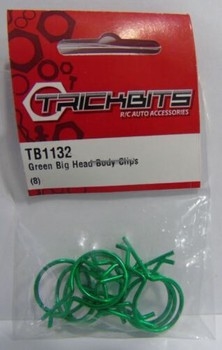 TRICKBITS
R/C AUTO ACCESSORIES
TB1132
Green Big Head Body Clips
(8)